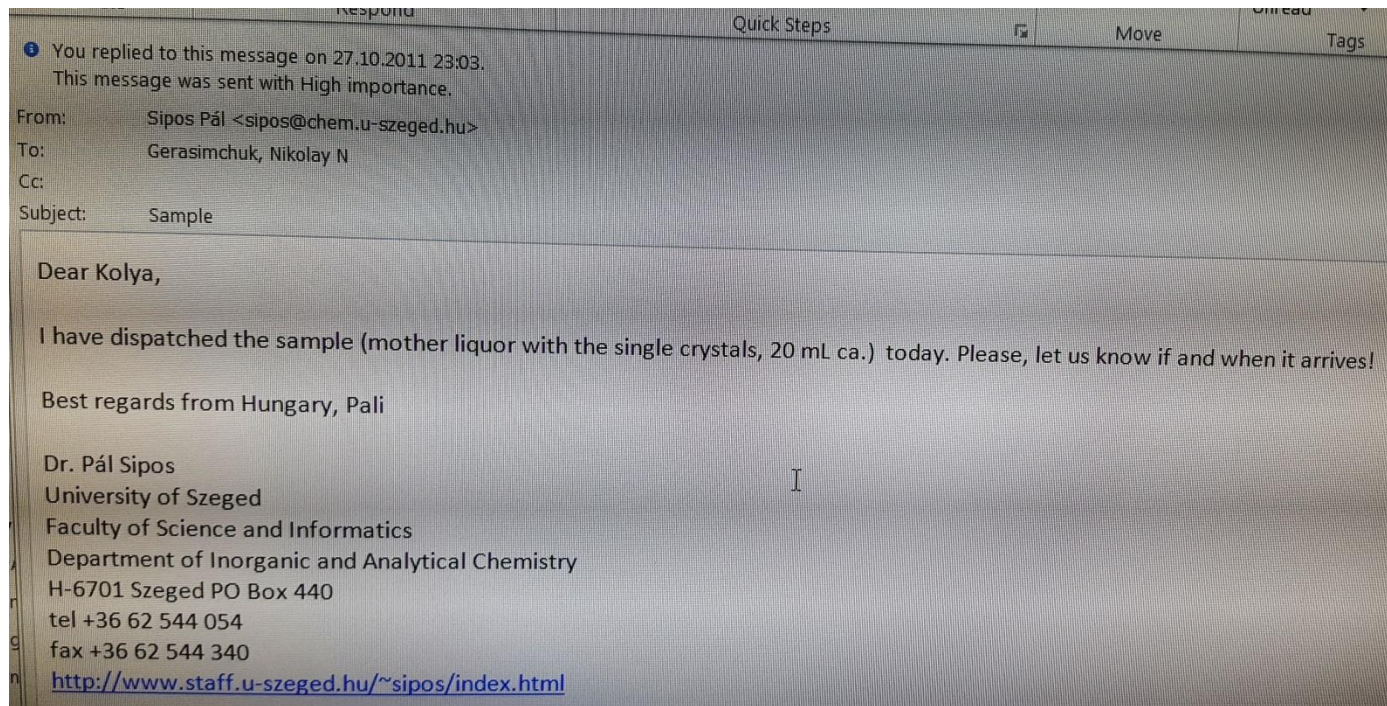 Respond
Quick Steps
Move
Unread
Tags
You replied to this message on 27.10.2011 23:03.
This message was sent with High importance.
From: Sipos Pál <sipos@chem.u-szeged.hu>
To: Gerasimchuk, Nikolay N
Cc:
Subject: Sample
Dear Kolya,
I have dispatched the sample (mother liquor with the single crystals, 20 mL ca.) today. Please, let us know if and when it arrives!
Best regards from Hungary, Pali
Dr. Pál Sipos
University of Szeged
Faculty of Science and Informatics
Department of Inorganic and Analytical Chemistry
H-6701 Szeged PO Box 440
tel +36 62 544 054
fax +36 62 544 340
http://www.staff.u-szeged.hu/~sipos/index.html